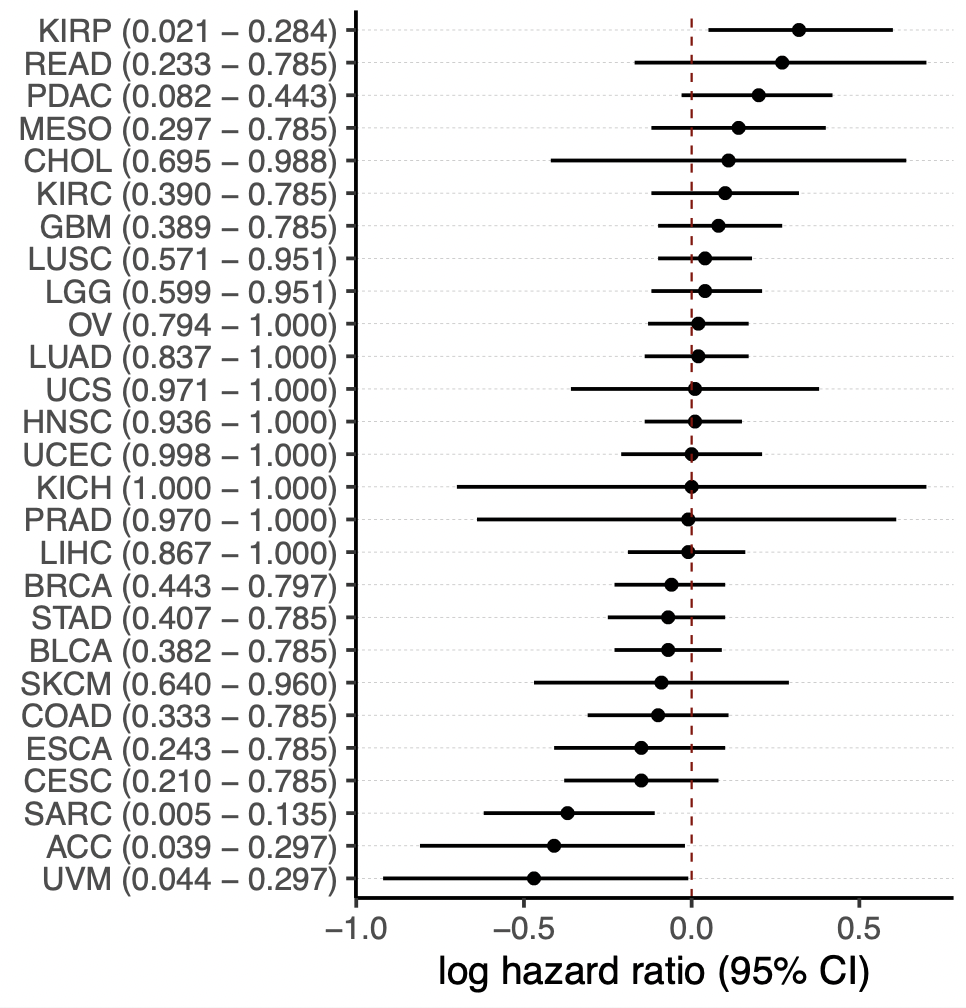 KIRP (0.021 – 0.284)
READ (0.233 – 0.785)
PDAC (0.082 – 0.443)
MESO (0.297 – 0.785)
CHOL (0.695 – 0.988)
KIRC (0.390 – 0.785)
GBM (0.389 – 0.785)
LUSC (0.571 – 0.951)
LGG (0.599 – 0.951)
OV (0.794 – 1.000)
LUAD (0.837 – 1.000)
UCS (0.971 – 1.000)
HNSC (0.936 – 1.000)
UCEC (0.998 – 1.000)
KICH (1.000 – 1.000)
PRAD (0.970 – 1.000)
LIHC (0.867 – 1.000)
BRCA (0.443 – 0.797)
STAD (0.407 – 0.785)
BLCA (0.382 – 0.785)
SKCM (0.640 – 0.960)
COAD (0.333 – 0.785)
ESCA (0.243 – 0.785)
CESC (0.210 – 0.785)
SARC (0.005 – 0.135)
ACC (0.039 – 0.297)
UVM (0.044 – 0.297)
−1.0 −0.5 0.0 0.5
log hazard ratio (95% CI)